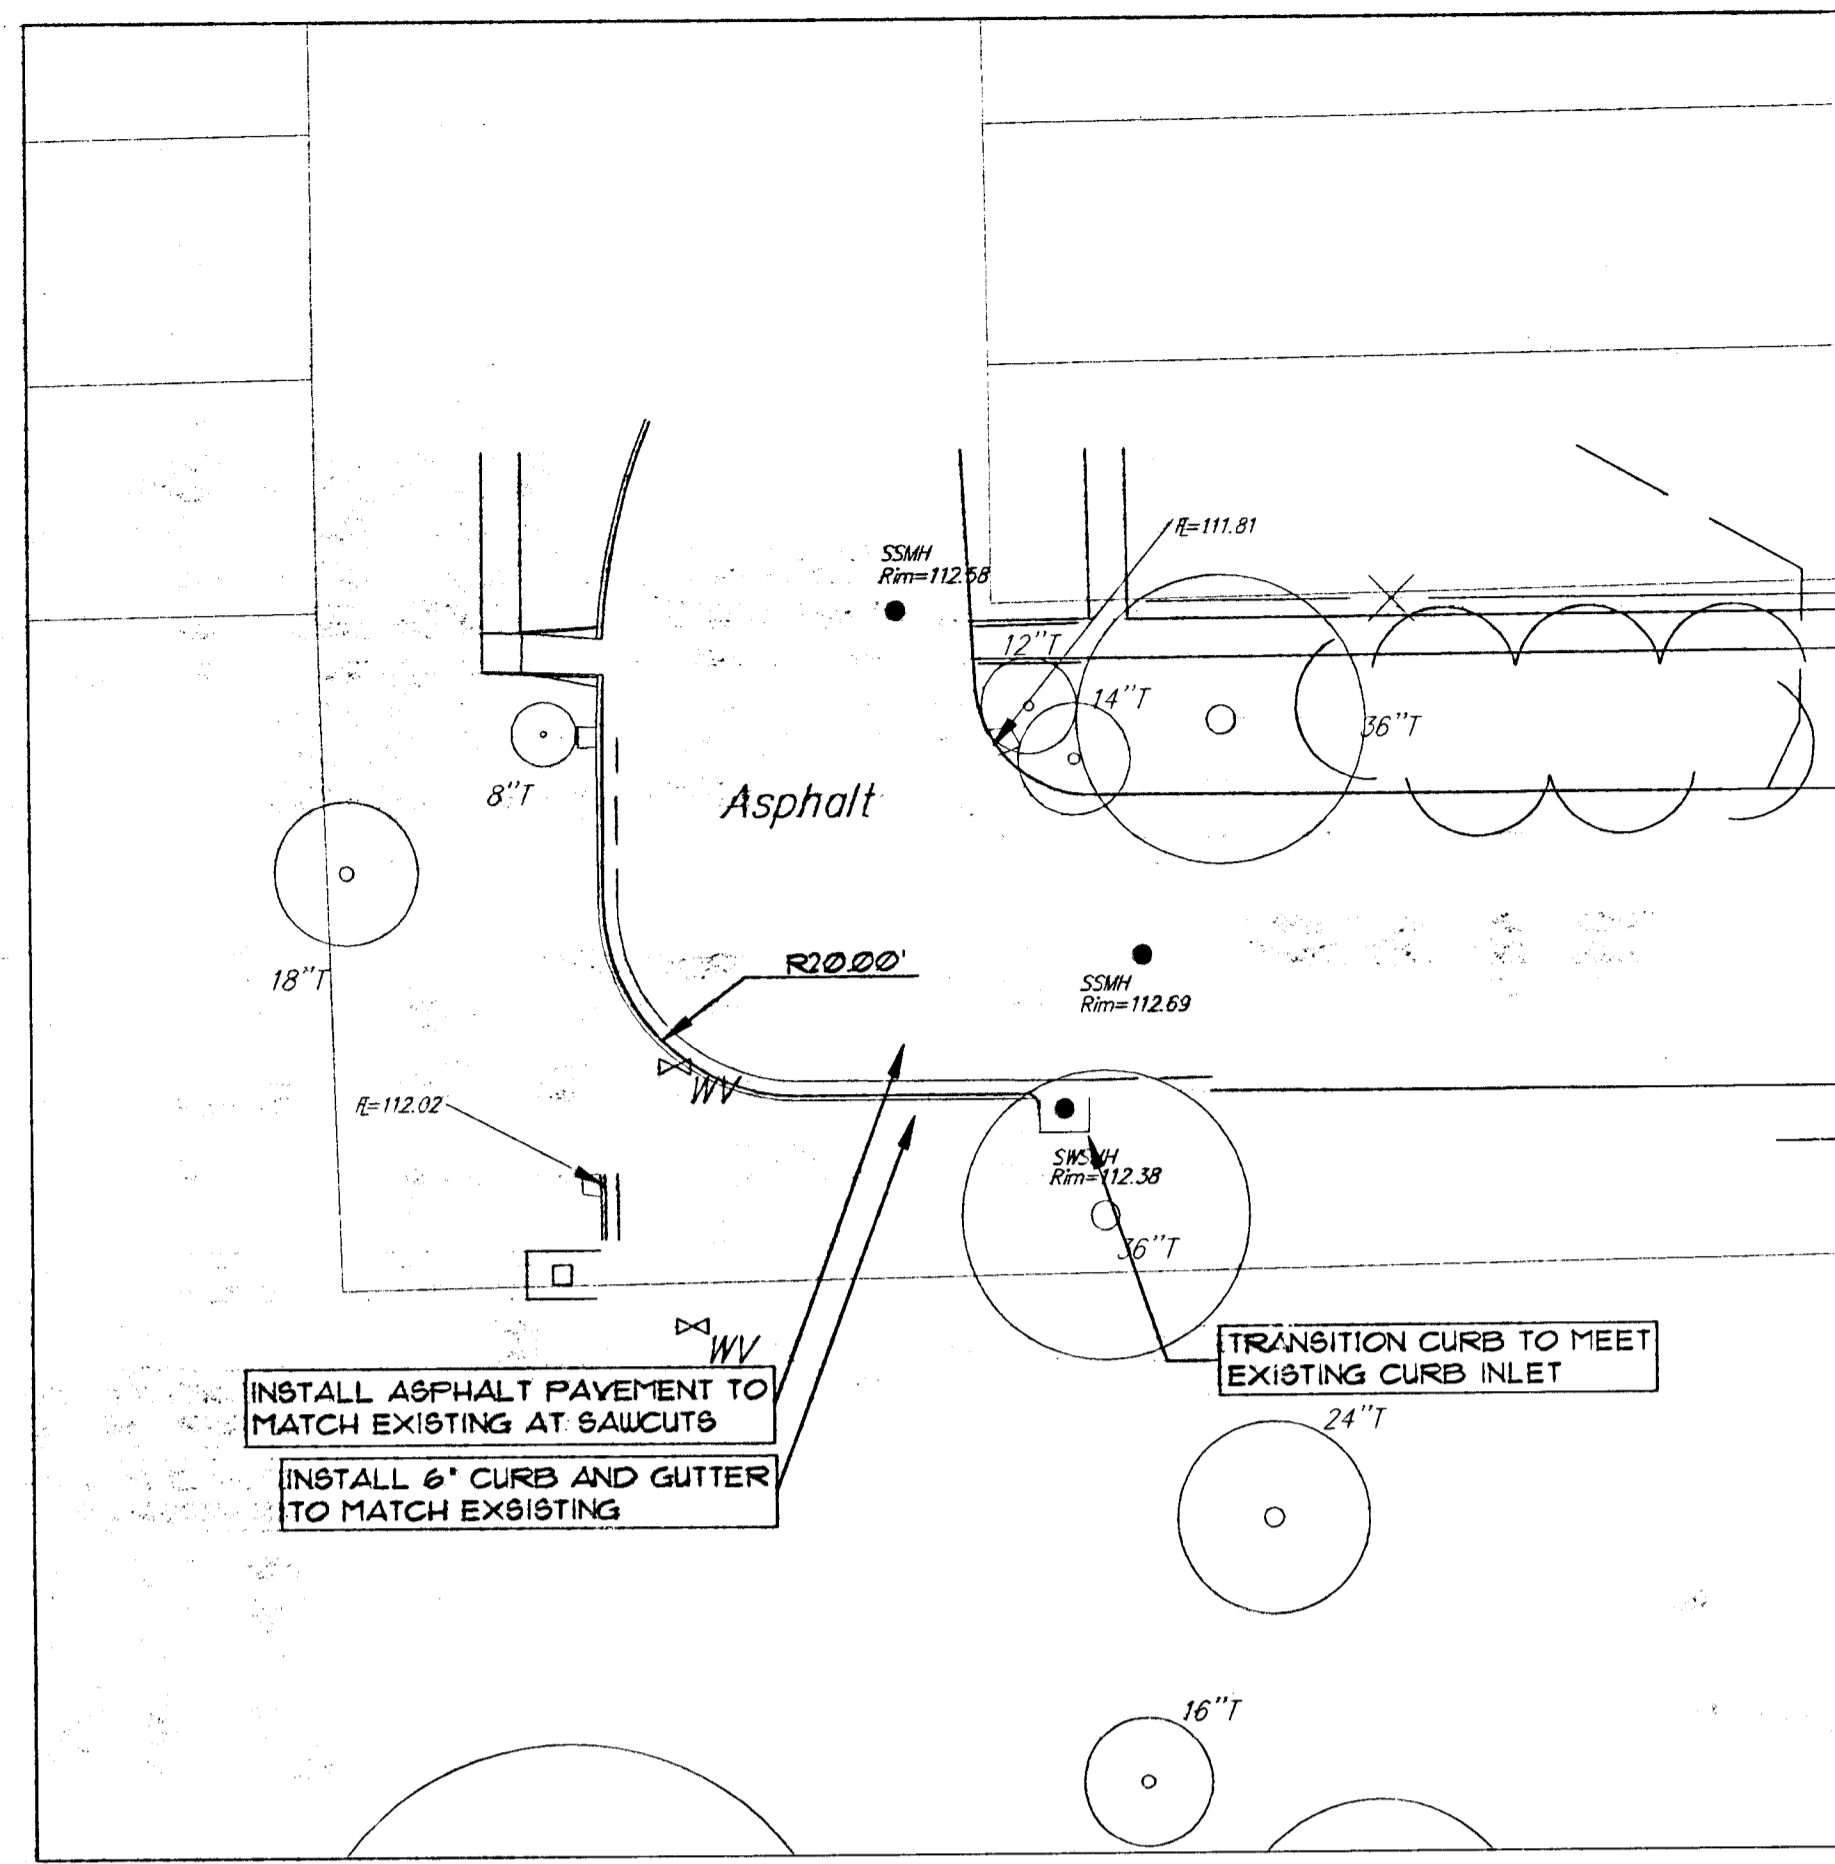 FL=111.81
SSMH
Rim=112.58
12"T
14"T
36"T
8"T
Asphalt
18"T
R20.00'
SSMH
Rim=112.69
WV
FL=112.02
SWSMH
Rim=112.38
36"T
WV
TRANSITION CURB TO MEET
EXISTING CURB INLET
INSTALL ASPHALT PAVEMENT TO
MATCH EXISTING AT SAWCUTS
24"T
INSTALL 6" CURB AND GUTTER
TO MATCH EXSISTING
16"T